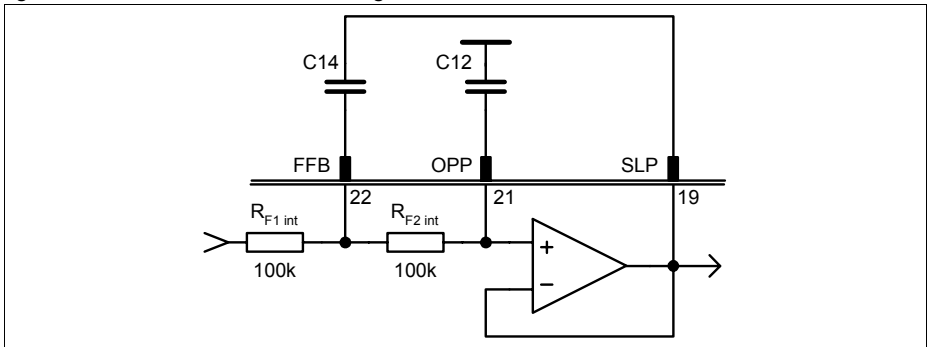 C14
C12
FFB
OPP
SLP
22
21
19
RF1 int
RF2 int
100k
100k
+
−